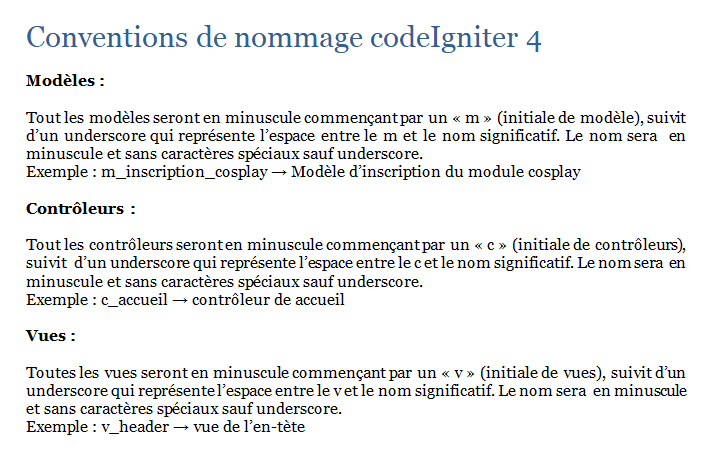 Conventions de nommage codeIgniter 4
Modèles :
Tout les modèles seront en minuscule commençant par un « m » (initiale de modèle), suivit
d’un underscore qui représente l’espace entre le m et le nom significatif. Le nom sera en
minuscule et sans caractères spéciaux sauf underscore.
Exemple : m_inscription_cosplay → Modèle d’inscription du module cosplay
Contrôleurs :
Tout les contrôleurs seront en minuscule commençant par un « c » (initiale de contrôleurs),
suivit d’un underscore qui représente l’espace entre le c et le nom significatif. Le nom sera en
minuscule et sans caractères spéciaux sauf underscore.
Exemple : c_accueil → contrôleur de accueil
Vues :
Toutes les vues seront en minuscule commençant par un « v » (initiale de vues), suivit d’un
underscore qui représente l’espace entre le v et le nom significatif. Le nom sera en minuscule
et sans caractères spéciaux sauf underscore.
Exemple : v_header → vue de l’en-tète